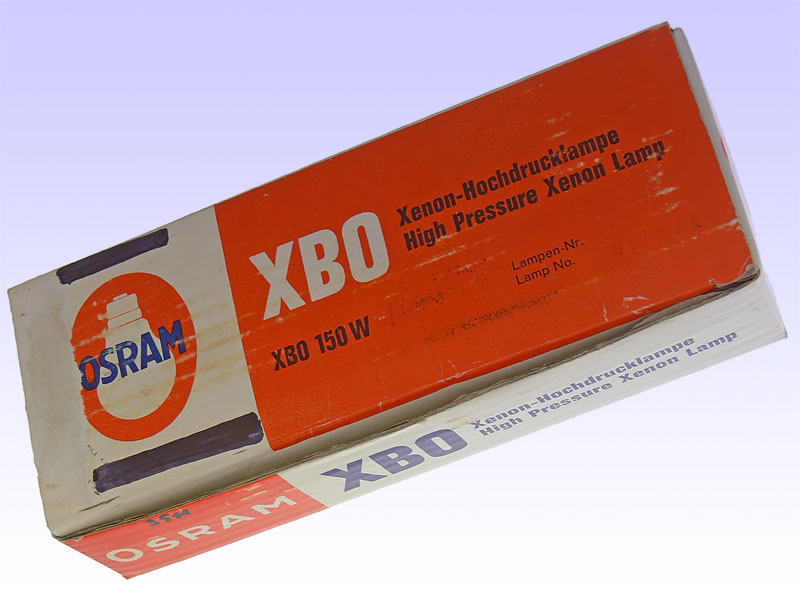 OSRAM
XBO
Xenon-Hochdrucklampe
High Pressure Xenon Lamp
XBO 150 W
Lampen-Nr.
Lamp No.
OSRAM
XBO
Xenon-Hochdrucklampe
High Pressure Xenon Lamp